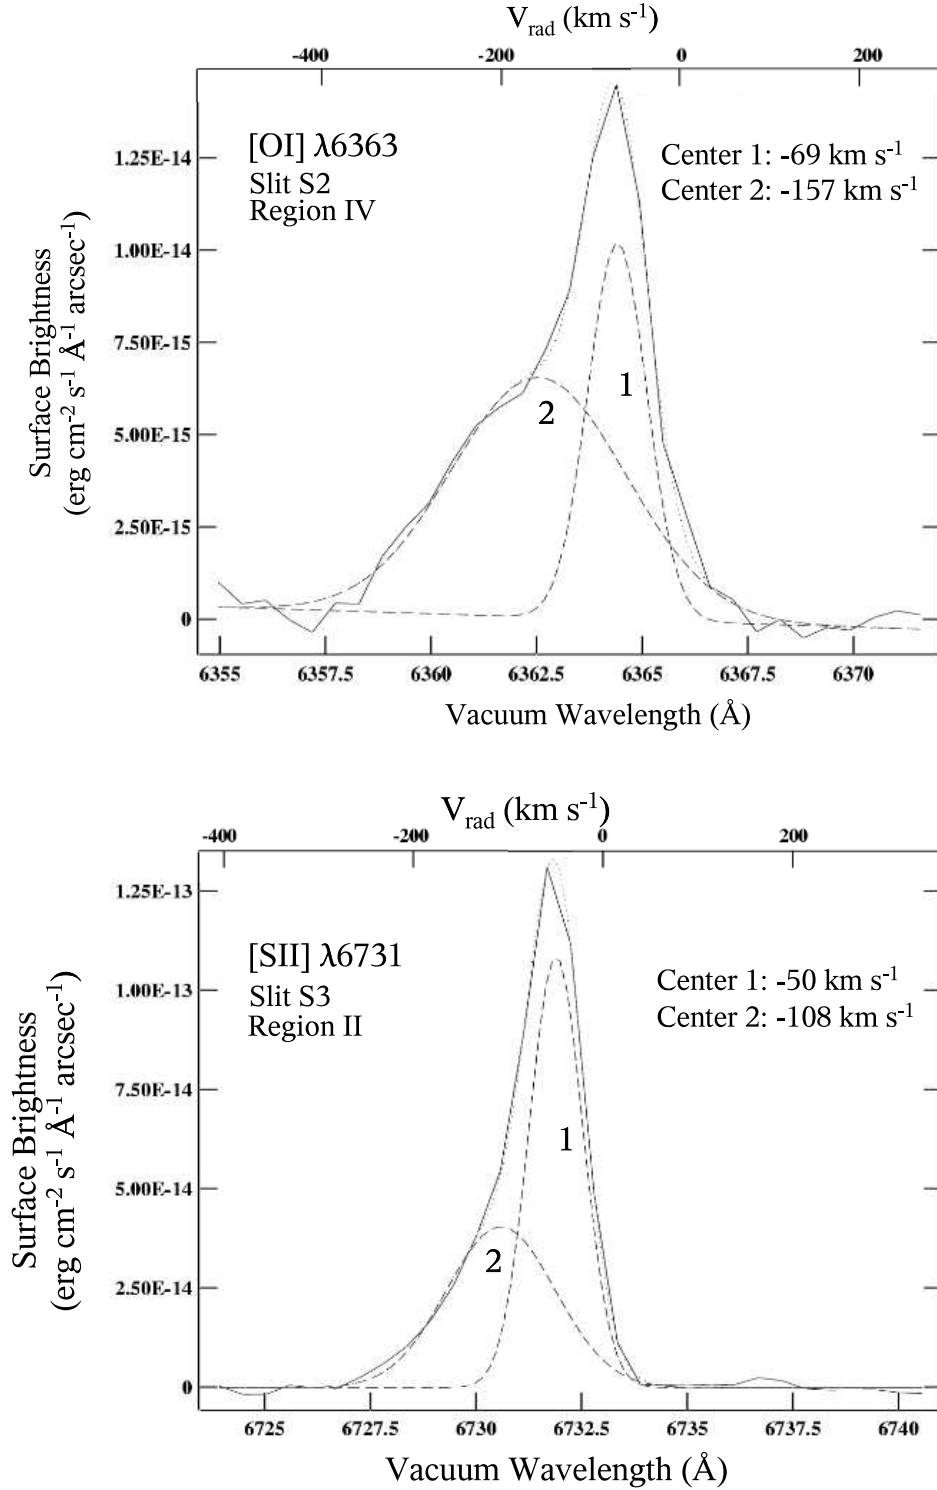 V_rad (km s⁻¹)
-400 -200 0 200
[OI] λ6363
Slit S2
Region IV
Center 1: -69 km s⁻¹
Center 2: -157 km s⁻¹
1.25E-14
1.00E-14
7.50E-15
5.00E-15
2.50E-15
0
Surface Brightness
(erg cm⁻² s⁻¹ Å⁻¹ arcsec⁻¹)
1
2
6355 6357.5 6360 6362.5 6365 6367.5 6370
Vacuum Wavelength (Å)
V_rad (km s⁻¹)
-400 -200 0 200
[SII] λ6731
Slit S3
Region II
Center 1: -50 km s⁻¹
Center 2: -108 km s⁻¹
1.25E-13
1.00E-13
7.50E-14
5.00E-14
2.50E-14
0
Surface Brightness
(erg cm⁻² s⁻¹ Å⁻¹ arcsec⁻¹)
1
2
6725 6727.5 6730 6732.5 6735 6737.5 6740
Vacuum Wavelength (Å)